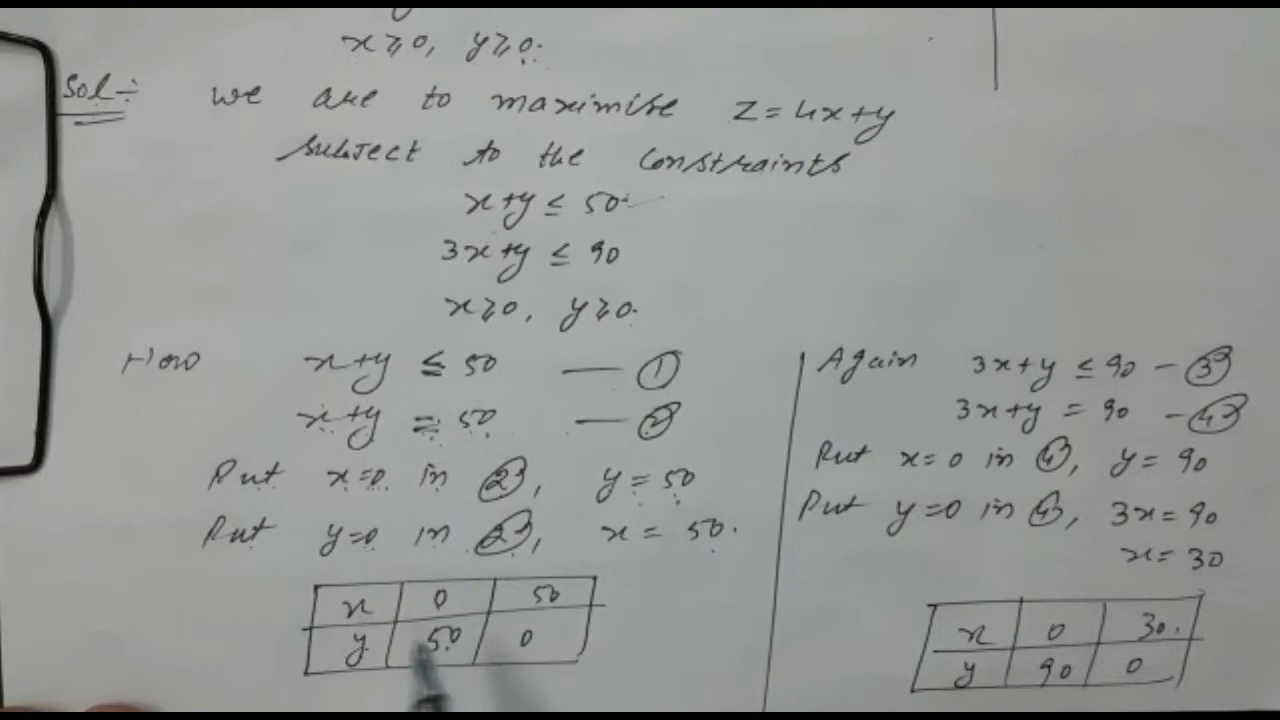 x⩾0, y⩾0.
Sol÷ we are to maximise Z=4x+y
subject to the constraints
x+y ≤ 50.
3x+y ≤ 90
x⩾0, y⩾0.
Now x+y ≤ 50 — ①
x+y = 50 — ②
Put x=0 in ②, y=50
Put y=0 in ②, x=50.
x 0 50
y 50 0
Again 3x+y ≤ 90 - ③
3x+y = 90 - ④
Put x=0 in ④, y=90
Put y=0 in ④, 3x=90
x=30
x 0 30.
y 90 0